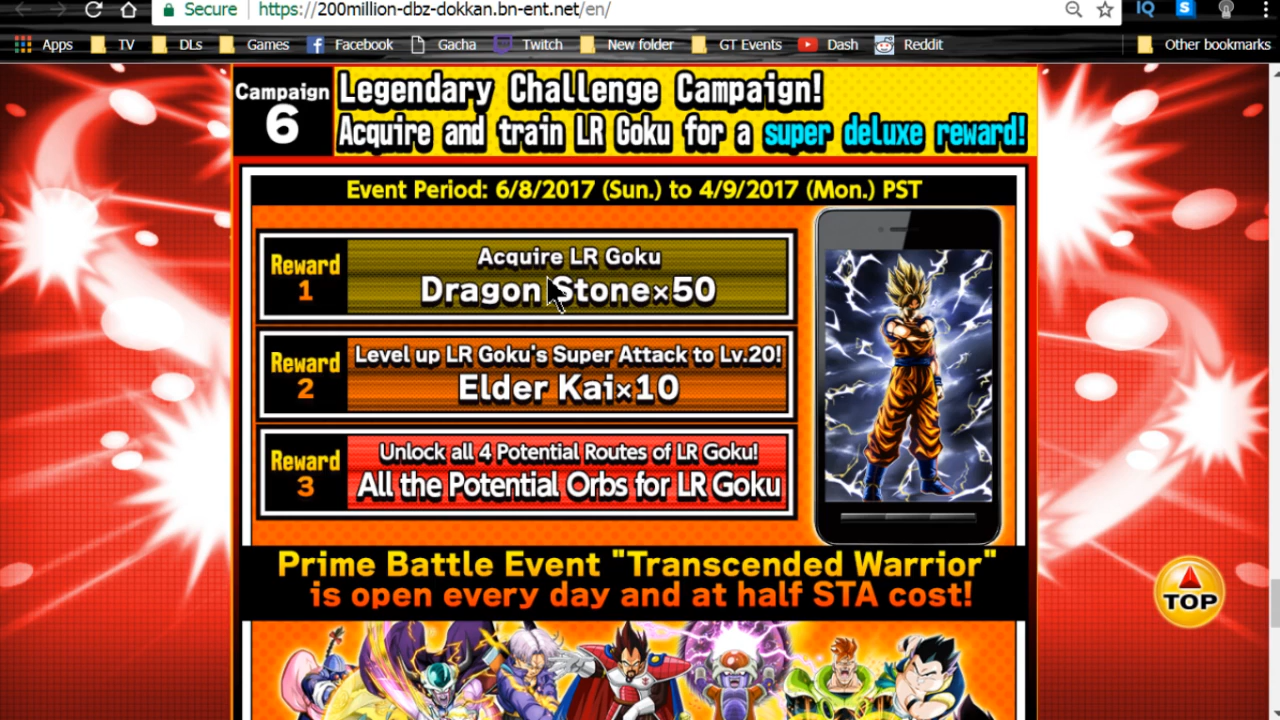 Secure https://200million-dbz-dokkan.bn-ent.net/en/ IQ S
Apps TV DLs Games Facebook Gacha Twitch New folder GT Events Dash Reddit Other bookmarks
Campaign
6
Legendary Challenge Campaign!
Acquire and train LR Goku for a super deluxe reward!
Event Period: 6/8/2017 (Sun.) to 4/9/2017 (Mon.) PST
Reward
1
Acquire LR Goku
Dragon Stone×50
Reward
2
Level up LR Goku's Super Attack to Lv.20!
Elder Kai×10
Reward
3
Unlock all 4 Potential Routes of LR Goku!
All the Potential Orbs for LR Goku
Prime Battle Event "Transcended Warrior"
is open every day and at half STA cost!
TOP